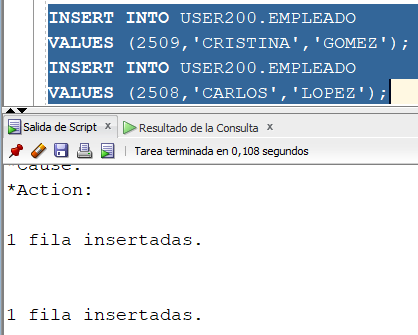 INSERT INTO USER200.EMPLEADO
VALUES (2509,'CRISTINA','GOMEZ');
INSERT INTO USER200.EMPLEADO
VALUES (2508,'CARLOS','LOPEZ');
Salida de Script x Resultado de la Consulta x
Tarea terminada en 0,108 segundos
*Cause:
*Action:
1 fila insertadas.
1 fila insertadas.